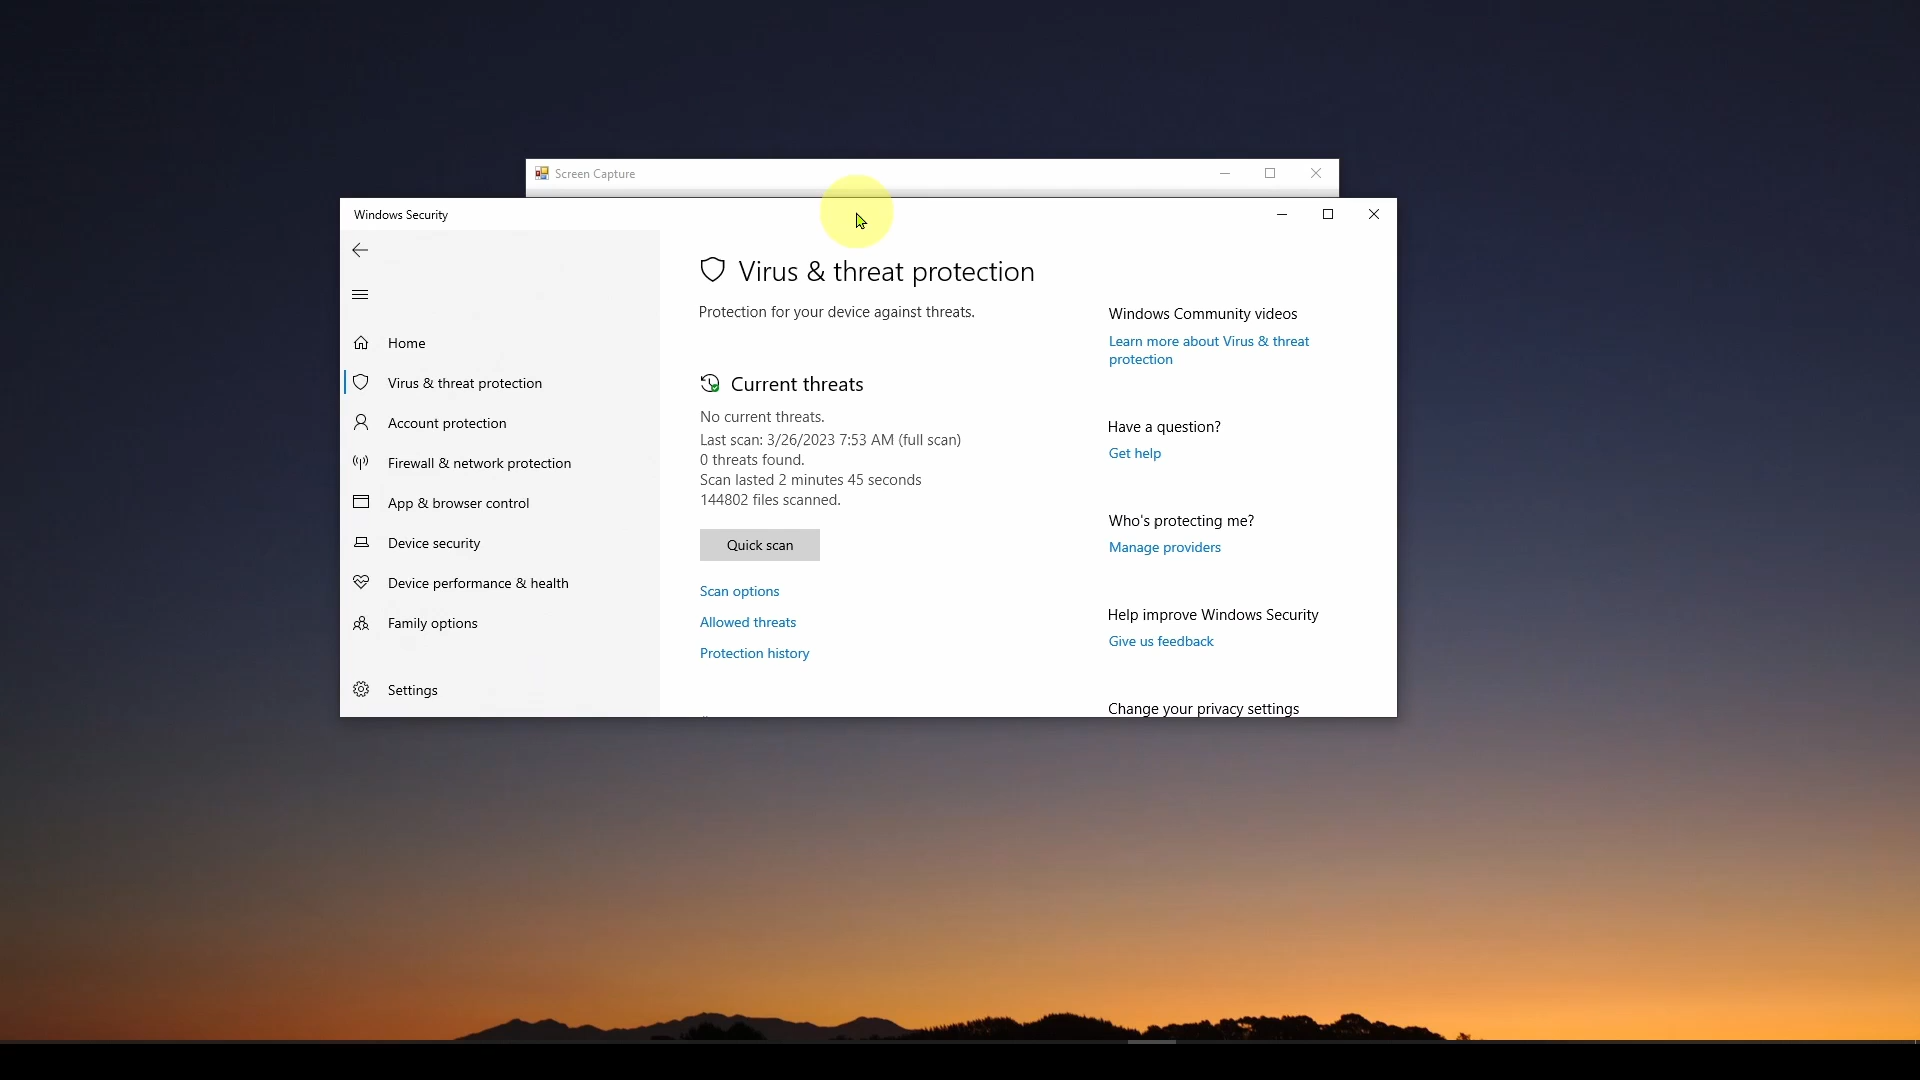 Screen Capture
Windows Security
Home
Virus & threat protection
Account protection
Firewall & network protection
App & browser control
Device security
Device performance & health
Family options
Settings
Virus & threat protection
Protection for your device against threats.
Current threats
No current threats.
Last scan: 3/26/2023 7:53 AM (full scan)
0 threats found.
Scan lasted 2 minutes 45 seconds
144802 files scanned.
Quick scan
Scan options
Allowed threats
Protection history
Windows Community videos
Learn more about Virus & threat
protection
Have a question?
Get help
Who's protecting me?
Manage providers
Help improve Windows Security
Give us feedback
Change your privacy settings